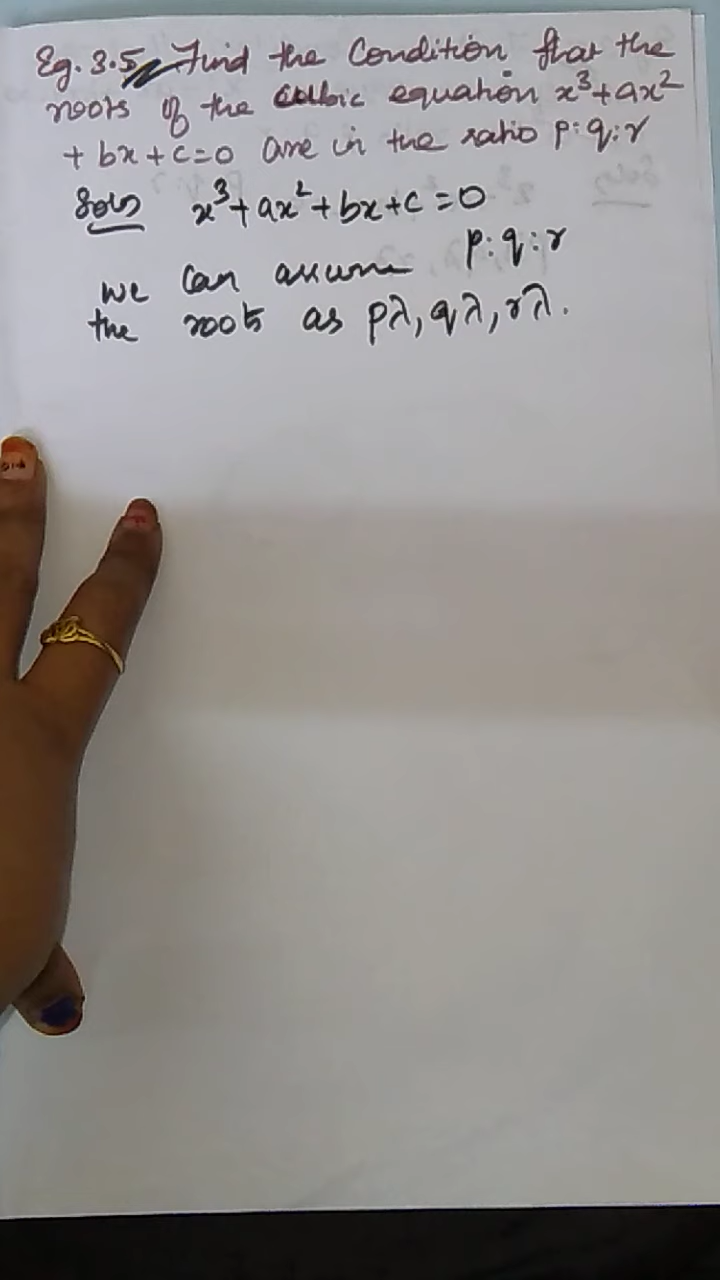 Eg. 3.5 Find the Condition that the
roots of the cubic equation x³+ax²
+ bx+c=0 are in the ratio p:q:r
Soln x³+ax²+bx+c=0
p:q:r
we can assume
the roots as pλ, qλ, rλ.